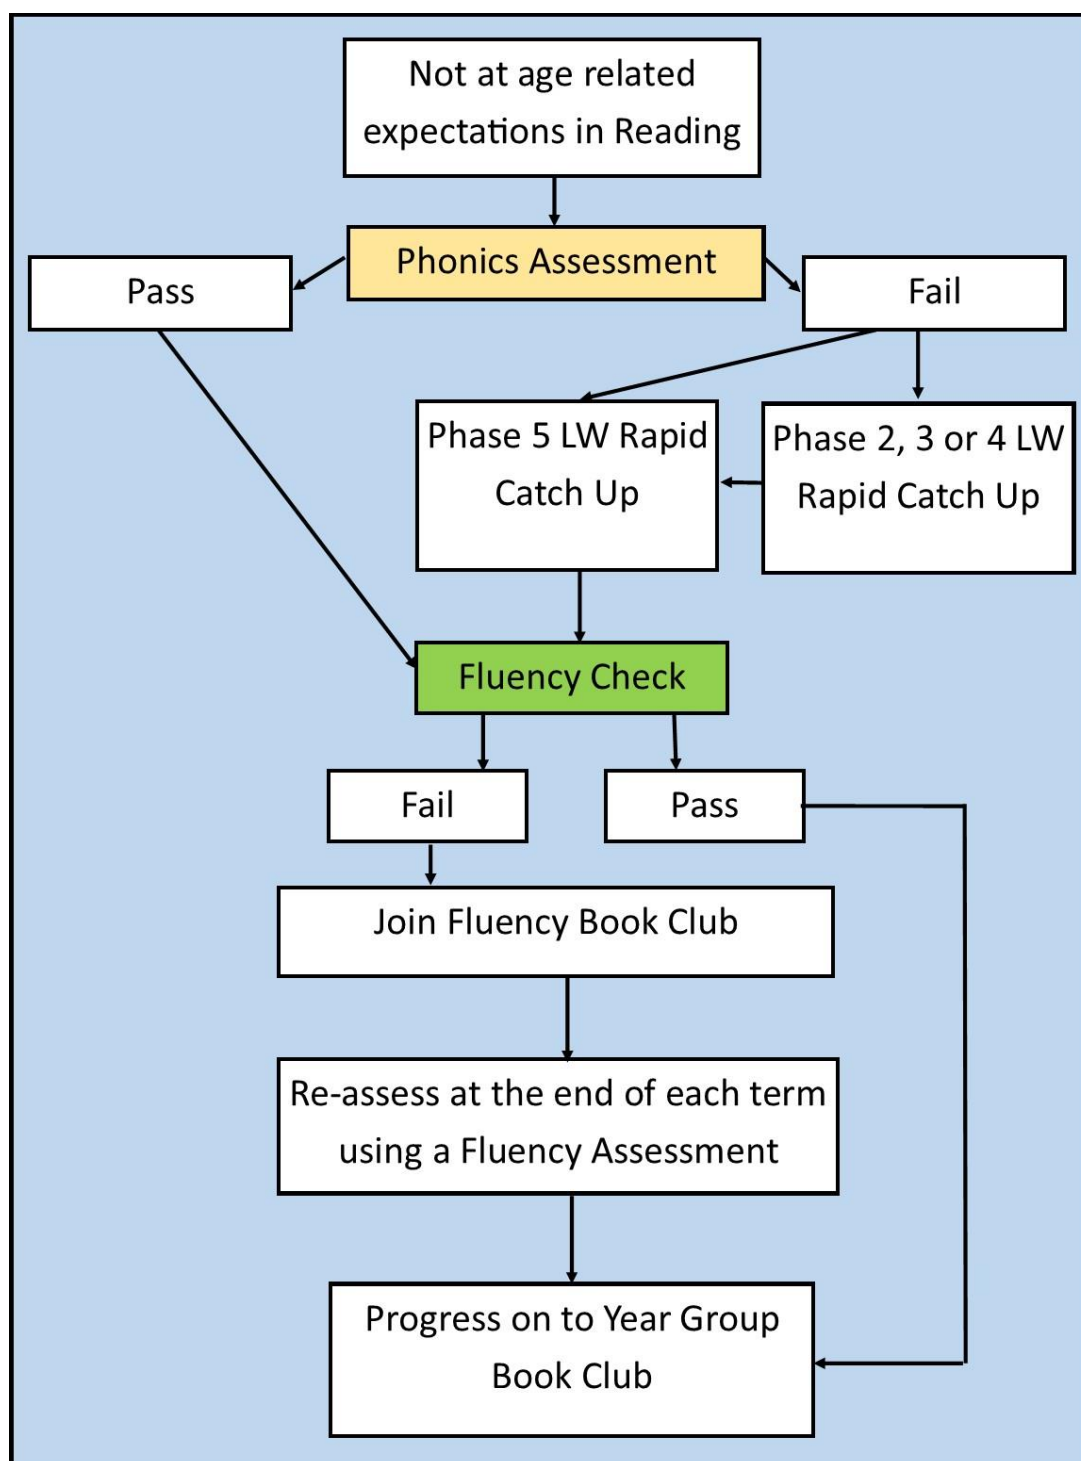 Not at age related
expectations in Reading
Phonics Assessment
Pass
Fail
Phase 5 LW Rapid
Catch Up
Phase 2, 3 or 4 LW
Rapid Catch Up
Fluency Check
Fail
Pass
Join Fluency Book Club
Re-assess at the end of each term
using a Fluency Assessment
Progress on to Year Group
Book Club